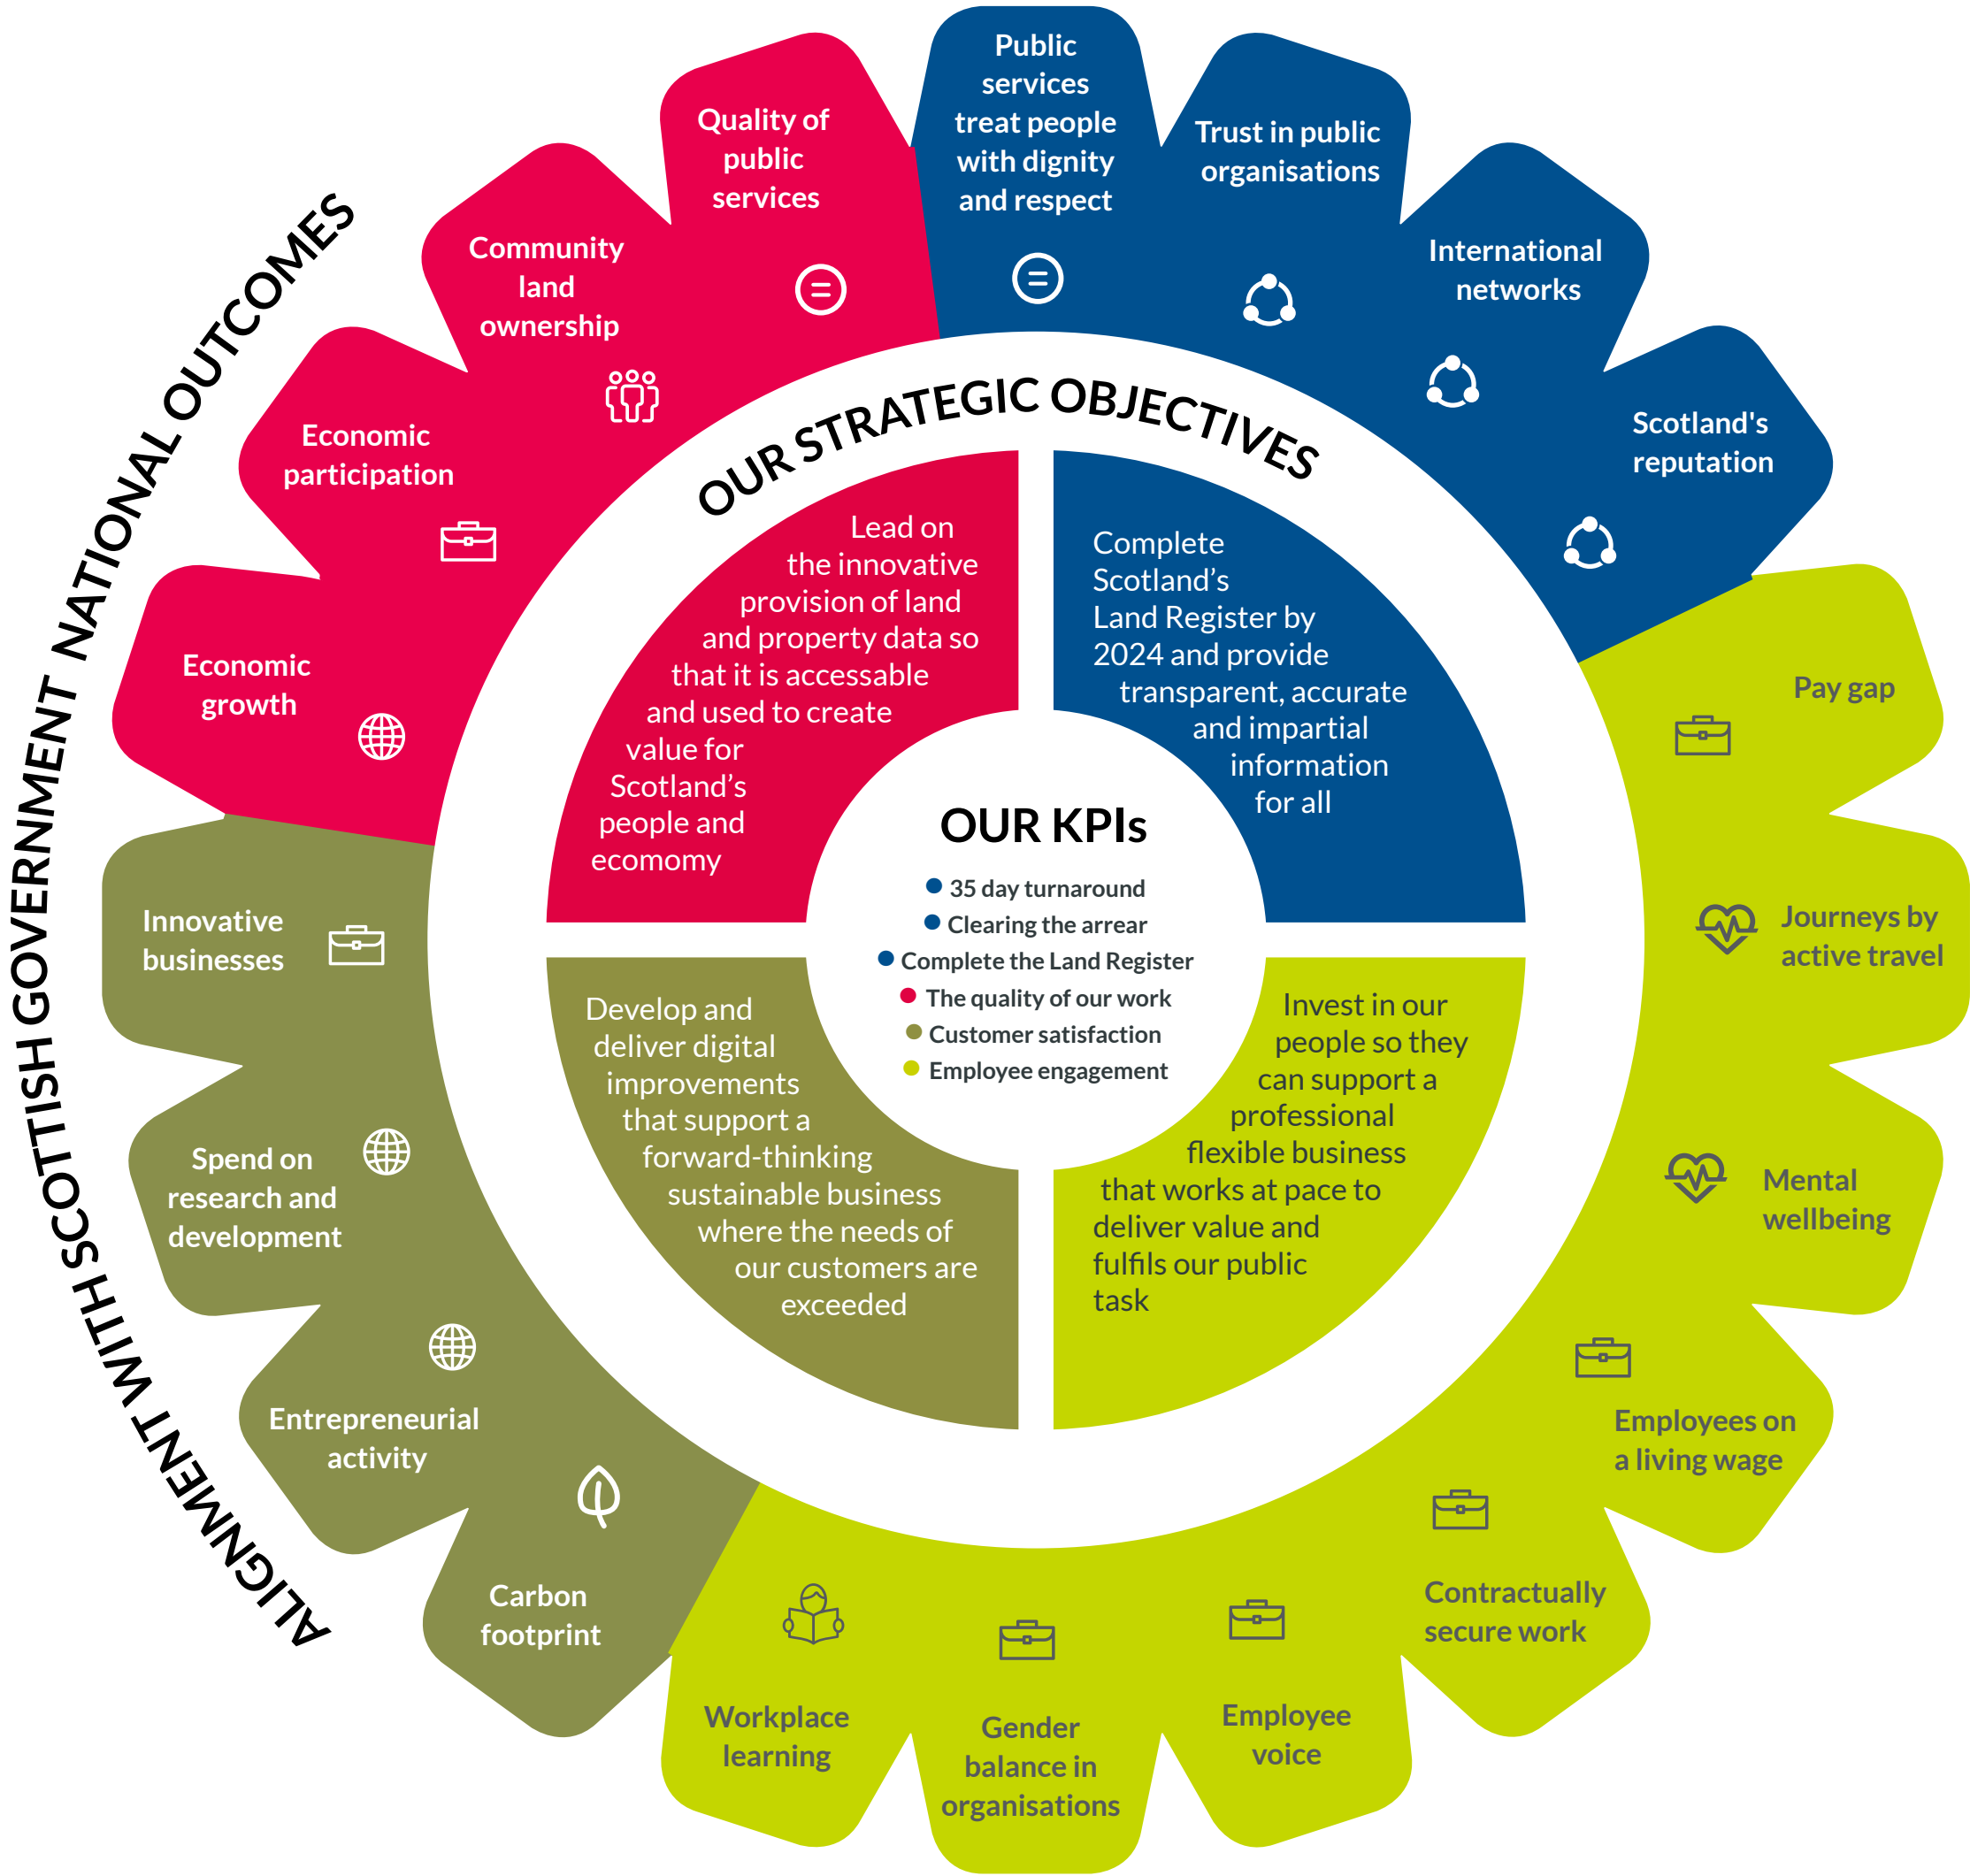 ALIGNMENT WITH SCOTTISH GOVERNMENT NATIONAL OUTCOMES
Public
services
treat people
with dignity
and respect
Trust in public
organisations
International
networks
Scotland's
reputation
Pay gap
Journeys by
active travel
Mental
wellbeing
Employees on
a living wage
Contractually
secure work
Employee
voice
Gender
balance in
organisations
Workplace
learning
Carbon
footprint
Entrepreneurial
activity
Spend on
research and
development
Innovative
businesses
Economic
growth
Economic
participation
Community
land
ownership
Quality of
public
services
OUR STRATEGIC OBJECTIVES
Lead on
the innovative
provision of land
and property data so
that it is accessable
and used to create
value for
Scotland’s
people and
ecomomy
Complete
Scotland’s
Land Register by
2024 and provide
transparent, accurate
and impartial
information
for all
Develop and
deliver digital
improvements
that support a
forward-thinking
sustainable business
where the needs of
our customers are
exceeded
Invest in our
people so they
can support a
professional
flexible business
that works at pace to
deliver value and
fulfils our public
task
OUR KPIs
35 day turnaround
Clearing the arrear
Complete the Land Register
The quality of our work
Customer satisfaction
Employee engagement